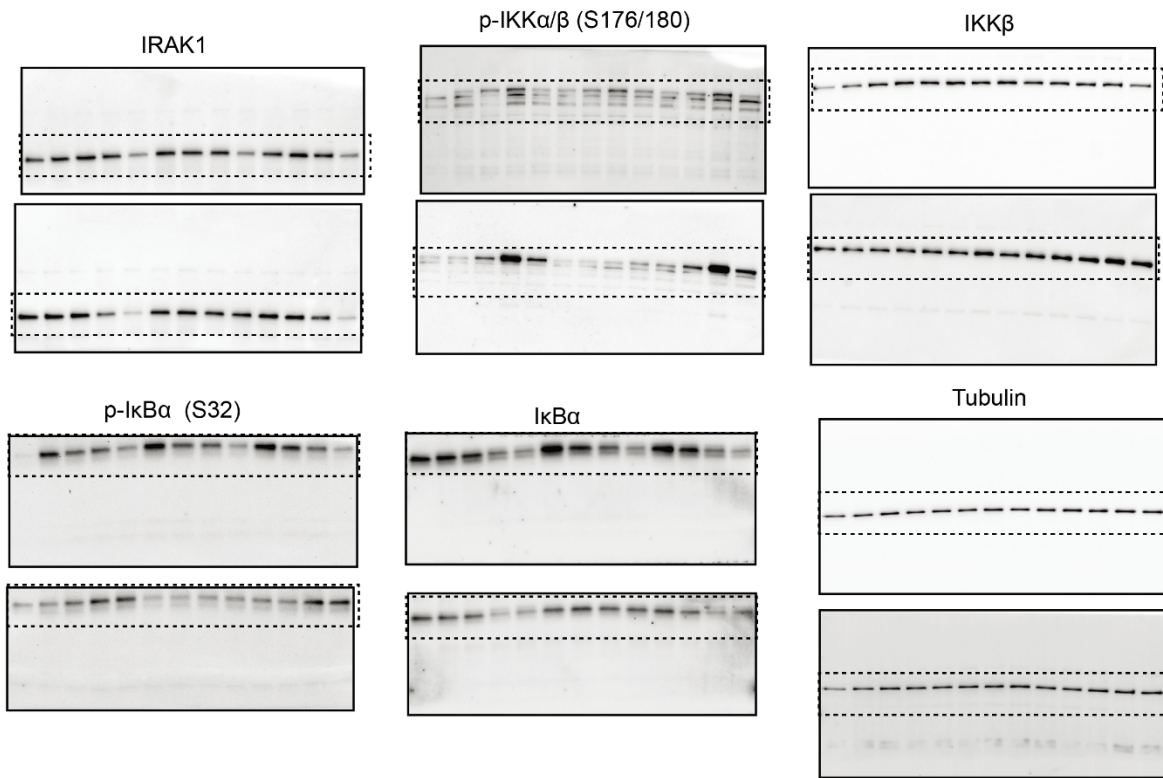 IRAK1
p-IKKα/β (S176/180)
IKKβ
p-IκBα (S32)
IκBα
Tubulin